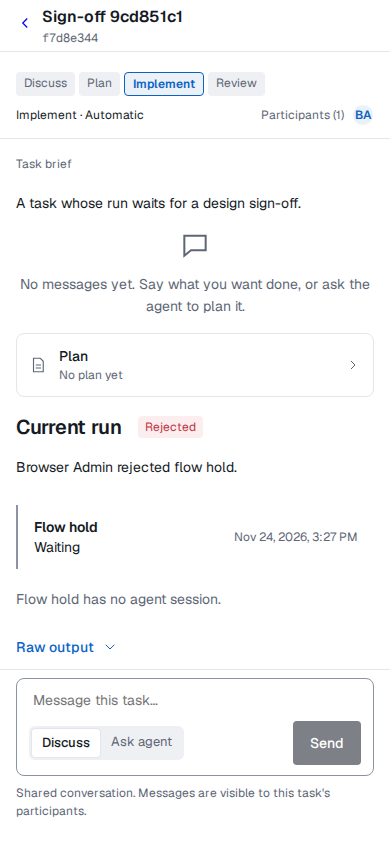 Sign-off 9cd851c1
f7d8e344
Discuss Plan Implement Review
Implement · Automatic Participants (1) BA
Task brief
A task whose run waits for a design sign-off.
No messages yet. Say what you want done, or ask the
agent to plan it.
Plan
No plan yet
Current run Rejected
Browser Admin rejected flow hold.
Flow hold
Waiting
Nov 24, 2026, 3:27 PM
Flow hold has no agent session.
Raw output
Message this task...
Discuss Ask agent Send
Shared conversation. Messages are visible to this task's
participants.